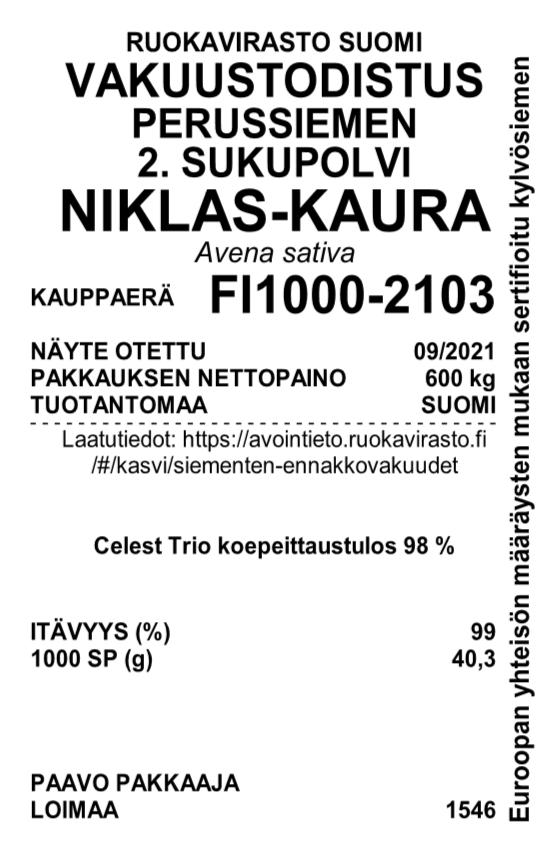 RUOKAVIRASTO SUOMI
VAKUUSTODISTUS
PERUSSIEMEN
2. SUKUPOLVI
NIKLAS-KAURA
Avena sativa
KAUPPAERÄ FI1000-2103
NÄYTE OTETTU 09/2021
PAKKAUKSEN NETTOPAINO 600 kg
TUOTANTOMAA SUOMI
Laatutiedot: https://avointieto.ruokavirasto.fi
/#/kasvi/siementen-ennakkovakuudet
Celest Trio koepeittaustulos 98 %
ITÄVYYS (%) 99
1000 SP (g) 40,3
PAAVO PAKKAAJA
LOIMAA 1546
Euroopan yhteisön määräysten mukaan sertifioitu kylvösiemen